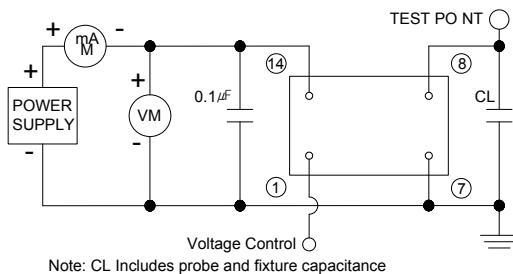 TEST PO NT
+ mA M -
14
8
+
+
0.1㎌
CL
POWER
SUPPLY
VM
-
-
1
7
Voltage Control
Note: CL Includes probe and fixture capacitance